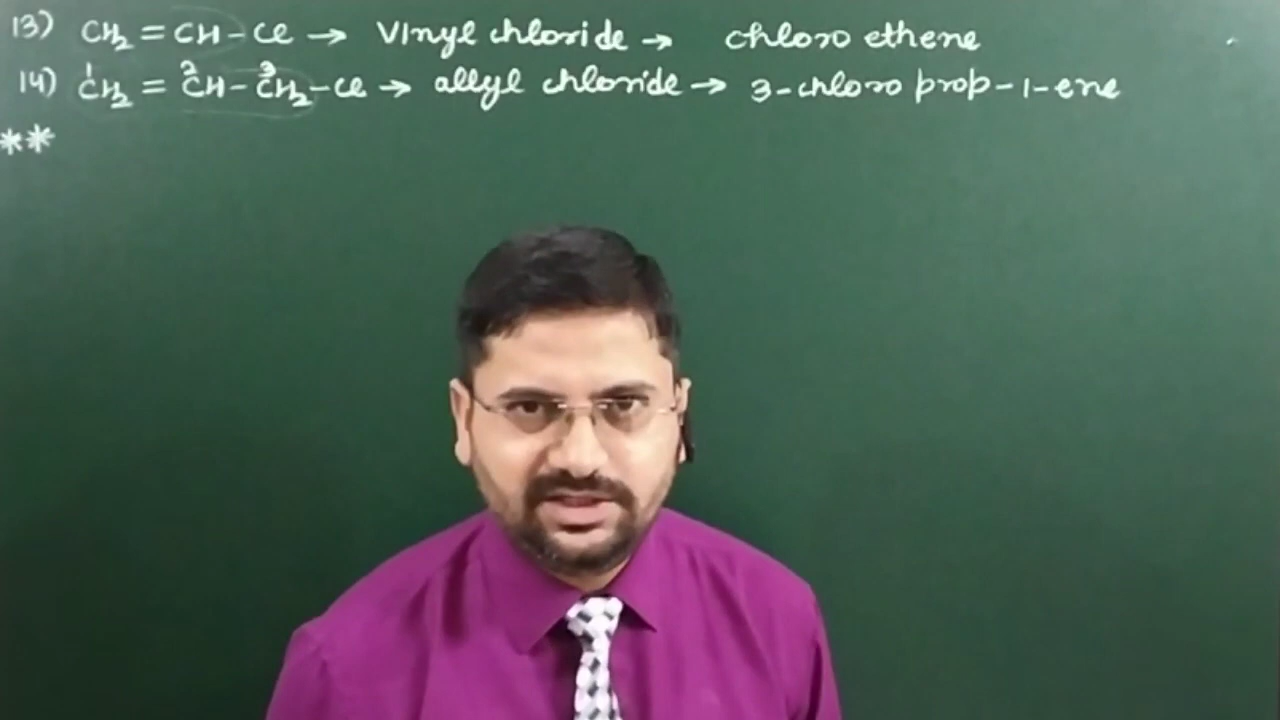 13) CH₂ = CH - Cl → Vinyl chloride → chloro ethene
14) ¹CH₂ = ²CH - ³CH₂ - Cl → allyl chloride → 3-chloro prop-1-ene
**